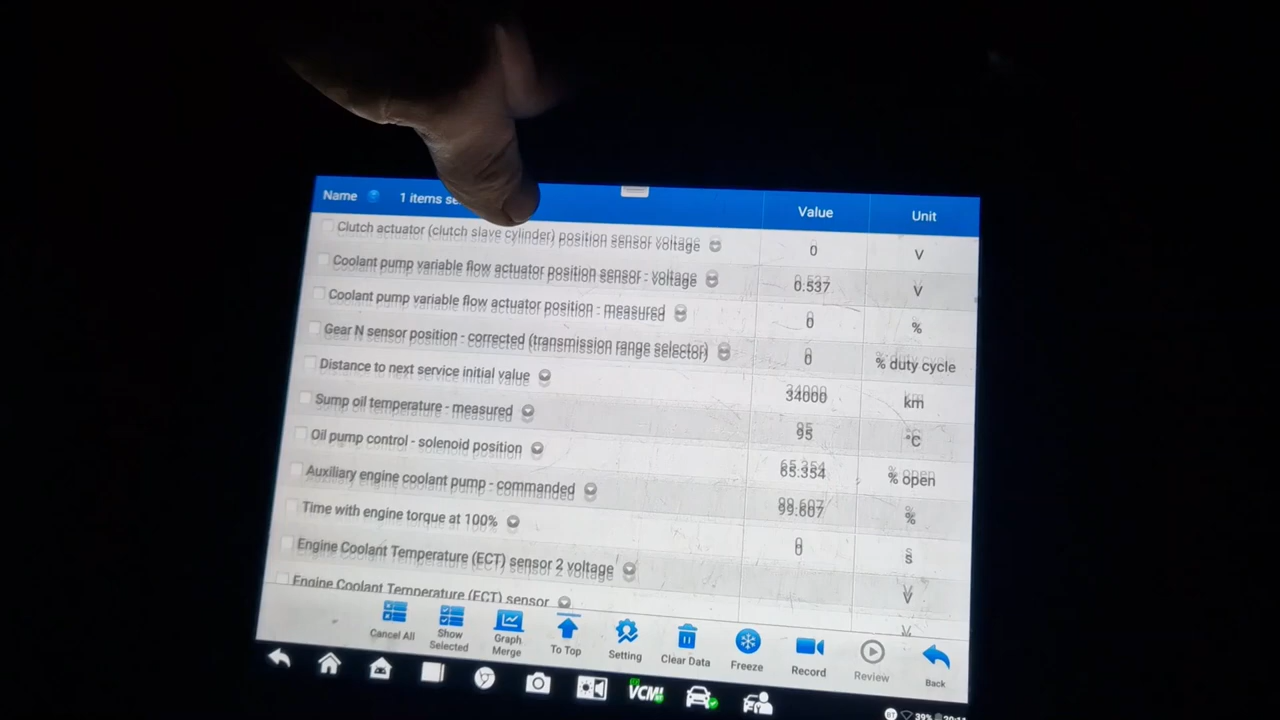 Name 1 items Value Unit
Clutch actuator (clutch slave cylinder) position sensor voltage 0 V
Coolant pump variable flow actuator position sensor - voltage 0.537 V
Coolant pump variable flow actuator position - measured 0 %
Gear N sensor position - corrected (transmission range selector) 0 % duty cycle
Distance to next service initial value 34000 km
Sump oil temperature - measured 95 °C
Oil pump control - solenoid position 65.354 % open
Auxiliary engine coolant pump - commanded 99.607 %
Time with engine torque at 100% 0 s
Engine Coolant Temperature (ECT) sensor 2 voltage V
Engine Coolant Temperature (ECT) sensor V
Cancel All Show Selected Graph Merge To Top Setting Clear Data Freeze Record Review Back
VCMI BT 39%